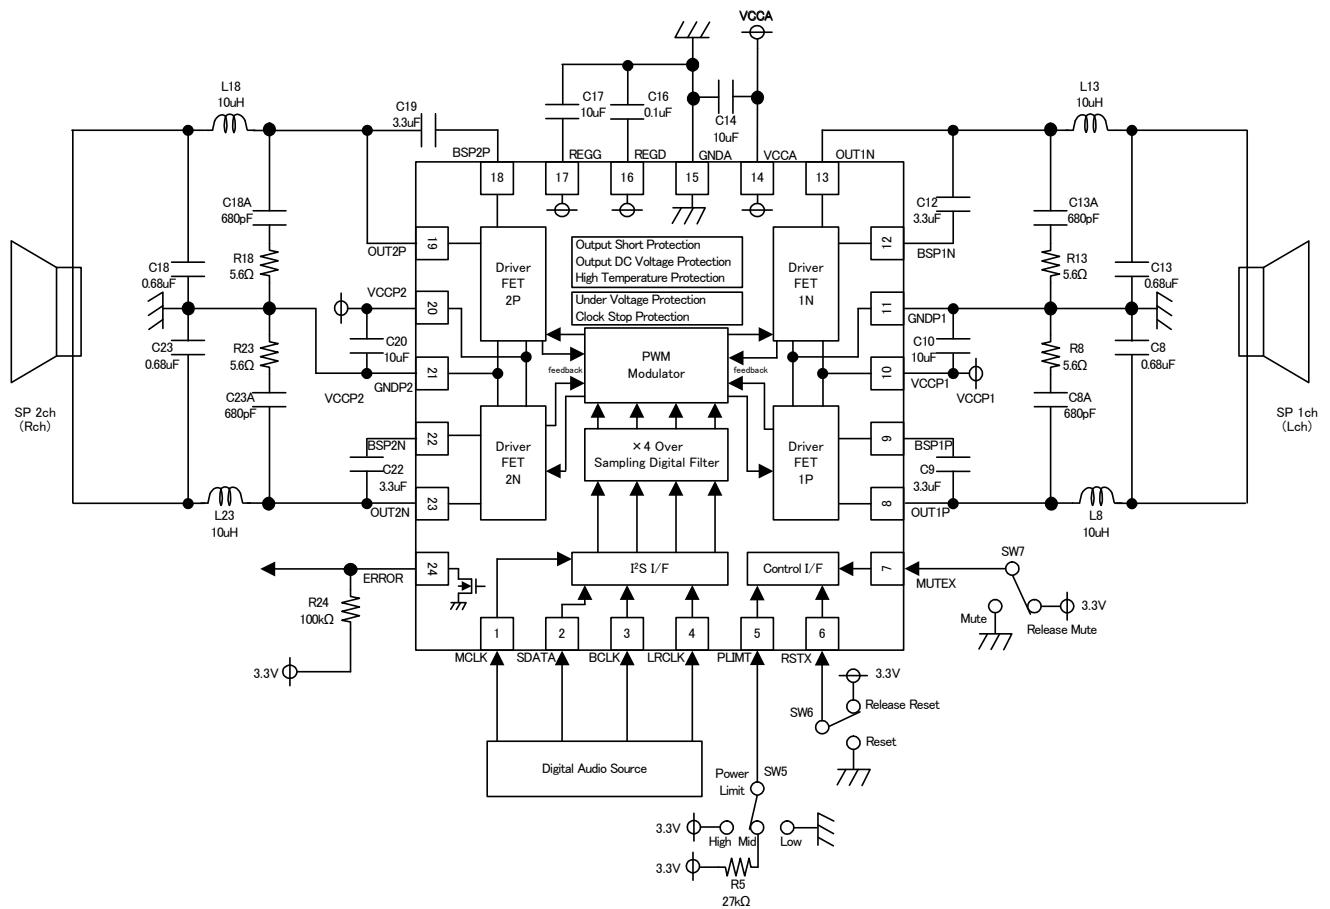 VCCA
L18
10uH
C19
3.3uF
C17
10uF
C16
0.1uF
C14
10uF
L13
10uH
BSP2P
REGG
REGD
GNDA
VCCA
OUT1N
18
17
16
15
14
13
C18A
680pF
C12
3.3uF
C13A
680pF
19
OUT2P
12
BSP1N
Driver
FET
2P
Output Short Protection
Output DC Voltage Protection
High Temperature Protection
Under Voltage Protection
Clock Stop Protection
Driver
FET
1N
C18
0.68uF
R18
5.6Ω
R13
5.6Ω
C13
0.68uF
VCCP2
20
11
GNDP1
C23
0.68uF
R23
5.6Ω
C20
10uF
PWM
Modulator
C10
10uF
R8
5.6Ω
C8
0.68uF
feedback
feedback
21
GNDP2
VCCP2
10
VCCP1
VCCP1
C23A
680pF
C8A
680pF
SP 2ch
(Rch)
SP 1ch
(Lch)
22
BSP2N
9
BSP1P
C22
3.3uF
Driver
FET
2N
×4 Over
Sampling Digital Filter
Driver
FET
1P
C9
3.3uF
23
OUT2N
8
OUT1P
L23
10uH
L8
10uH
24
ERROR
I²S I/F
Control I/F
7
MUTEX
SW7
R24
100kΩ
Mute
3.3V
Release Mute
1
2
3
4
5
6
MCLK
SDATA
BCLK
LRCLK
PLIMT
RSTX
3.3V
3.3V
Release Reset
SW6
Reset
Digital Audio Source
Power
Limit
SW5
3.3V
High
Mid
Low
3.3V
R5
27kΩ